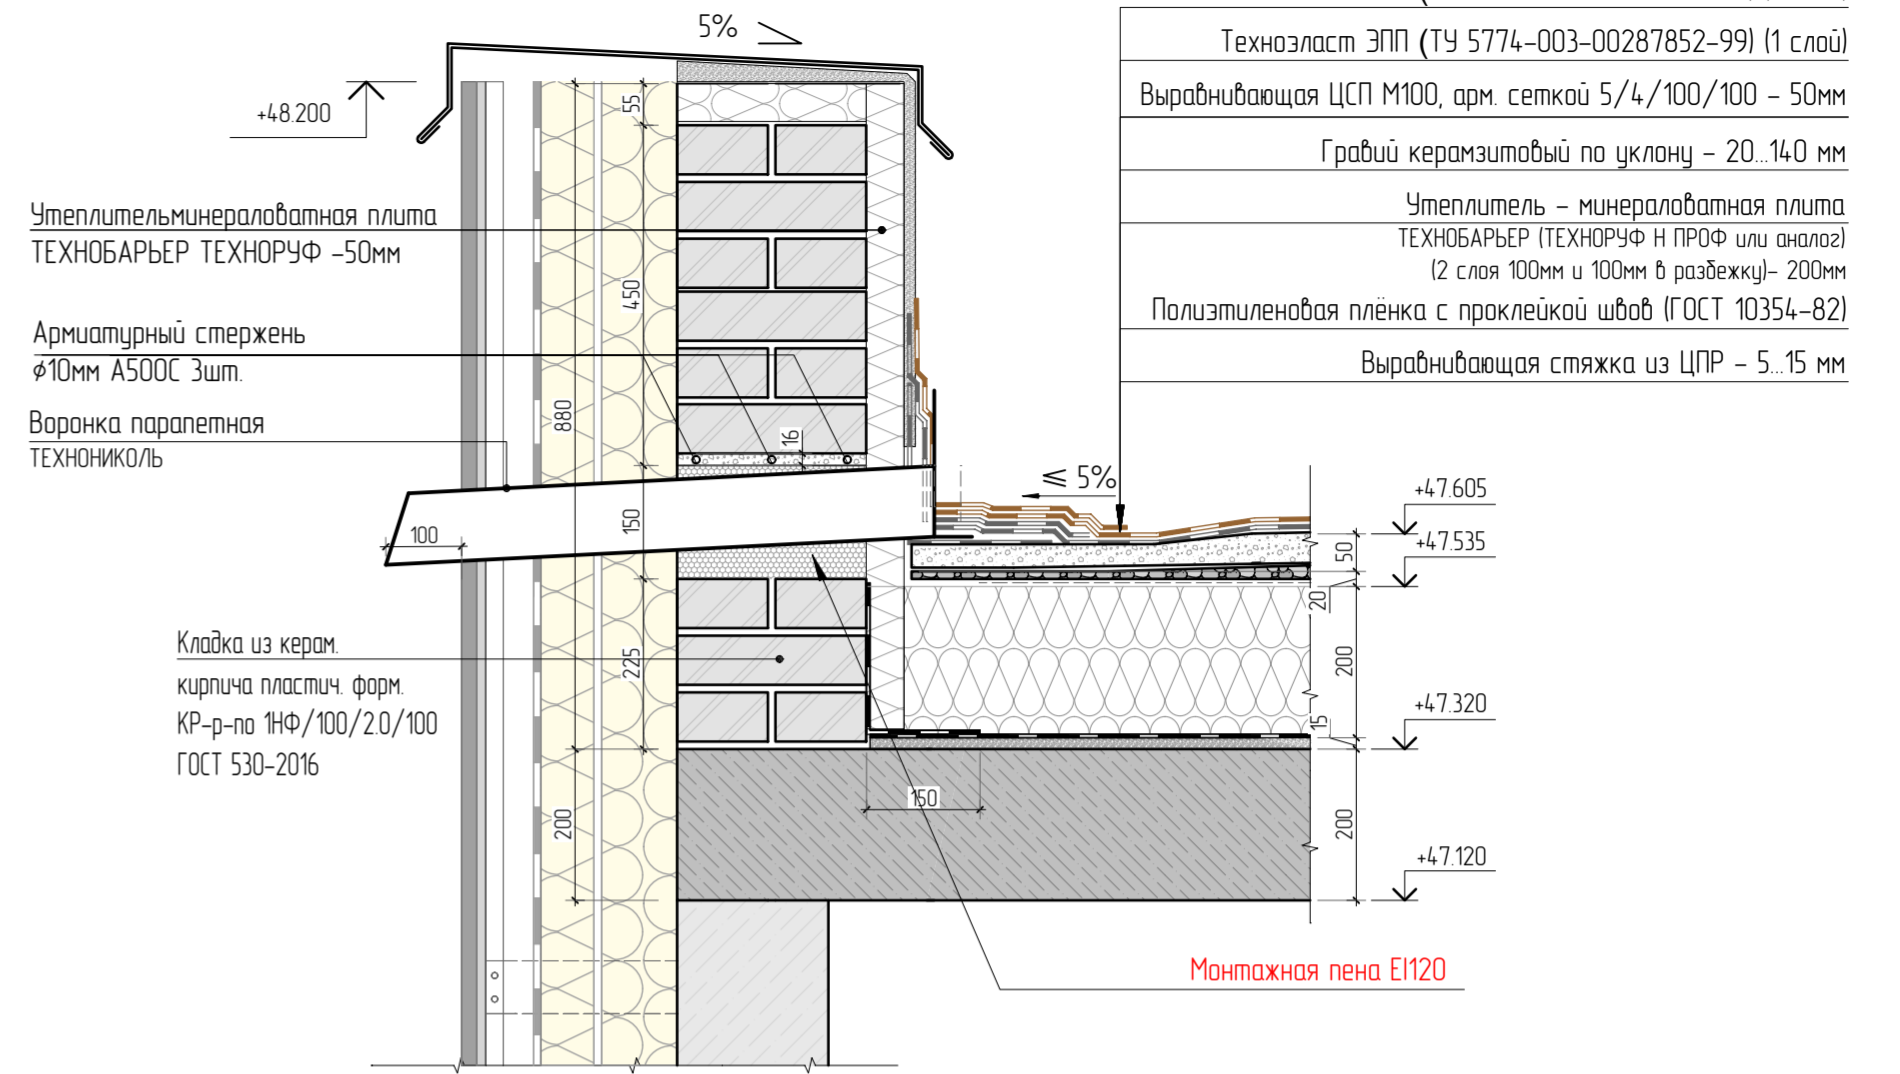 5%
Техноэласт ЭПП (ТУ 5774-003-00287852-99) (1 слой)
Выравнивающая ЦСП М100, арм. сеткой 5/4/100/100 - 50мм
Гравий керамзитовый по уклону - 20...140 мм
Утеплитель - минераловатная плита
ТЕХНОБАРЬЕР (ТЕХНОРУФ Н ПРОФ или аналог)
(2 слоя 100мм и 100мм в разбежку)- 200мм
Полиэтиленовая плёнка с проклейкой швов (ГОСТ 10354-82)
Выравнивающая стяжка из ЦПР - 5...15 мм
+48.200
Утеплительминераловатная плита
ТЕХНОБАРЬЕР ТЕХНОРУФ -50мм
Армиатурный стержень
⌀10мм А500С 3шт.
Воронка парапетная
ТЕХНОНИКОЛЬ
55
450
880
16
150
100
225
200
≤ 5%
+47.605
50
+47.535
20
200
15
+47.320
150
200
+47.120
Кладка из керам.
кирпича пластич. форм.
КР-р-по 1НФ/100/2.0/100
ГОСТ 530-2016
Монтажная пена EI120